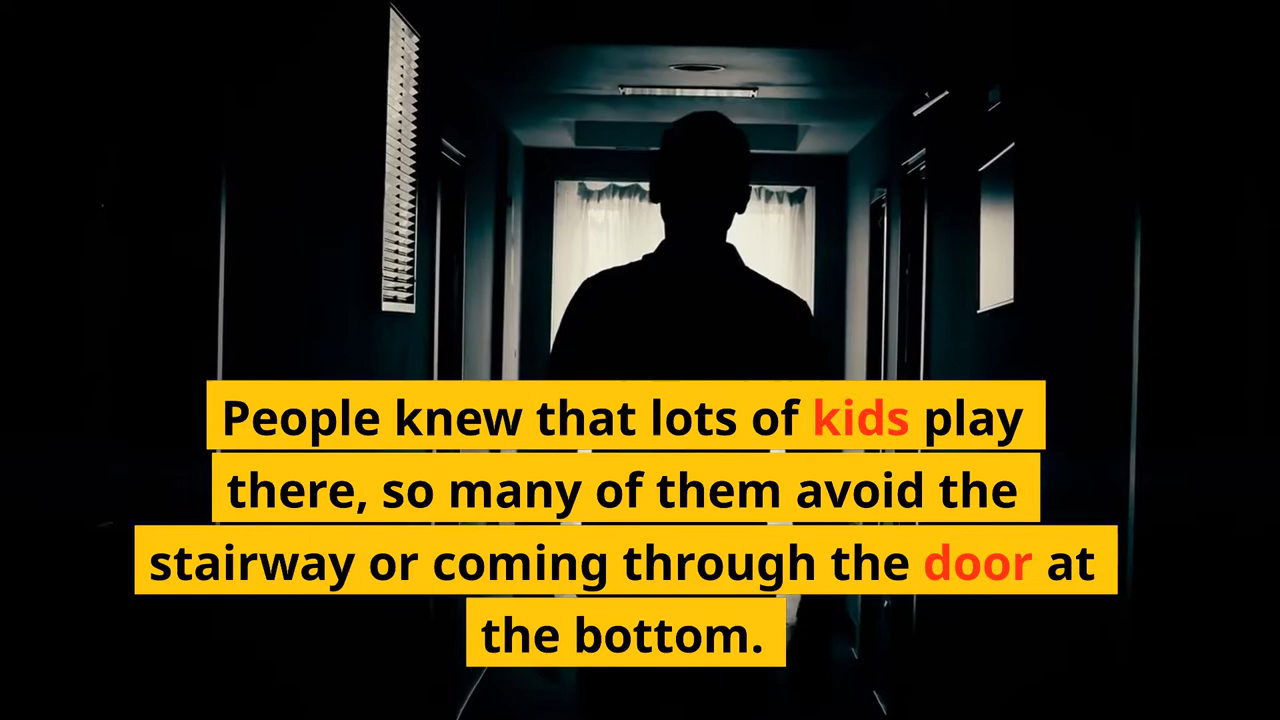 People knew that lots of kids play
there, so many of them avoid the
stairway or coming through the door at
the bottom.